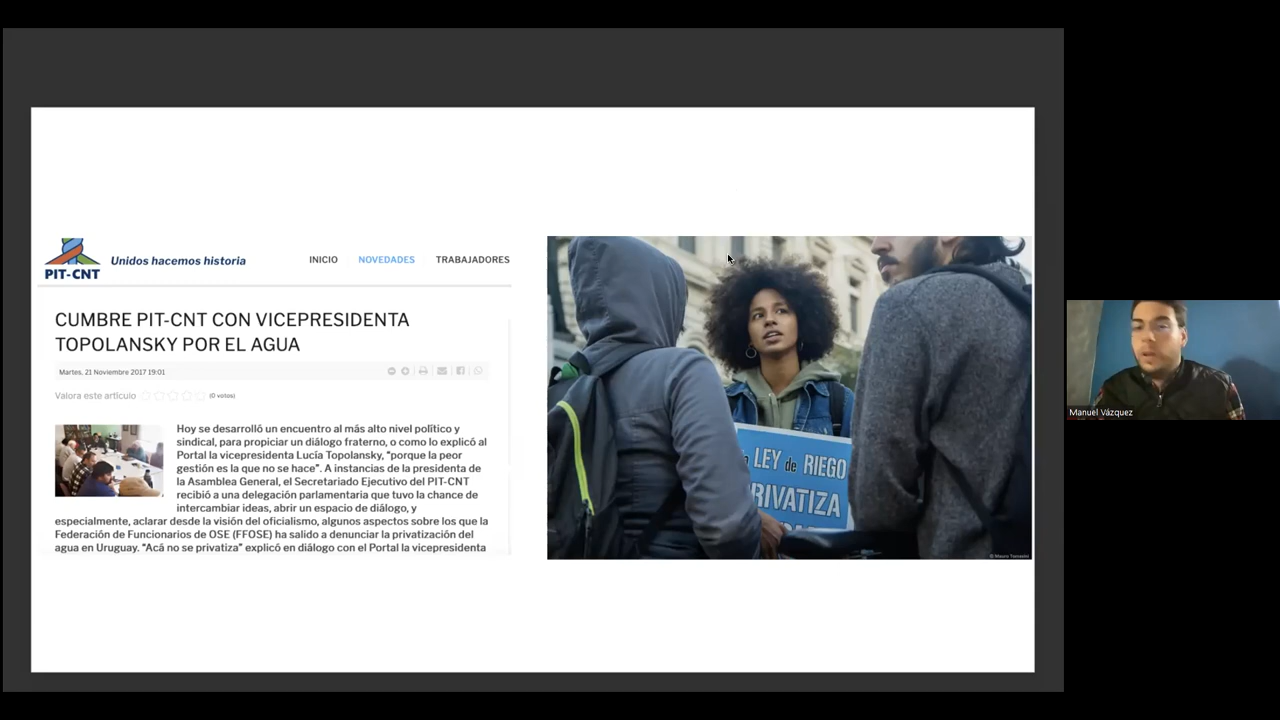 PIT-CNT
Unidos hacemos historia
INICIO
NOVEDADES
TRABAJADORES
CUMBRE PIT-CNT CON VICEPRESIDENTA
TOPOLANSKY POR EL AGUA
Martes, 21 Noviembre 2017 19:01
Valora este artículo
(0 votos)
Hoy se desarrolló un encuentro al más alto nivel político y
sindical, para propiciar un diálogo fraterno, o como lo explicó al
Portal la vicepresidenta Lucía Topolansky, “porque la peor
gestión es la que no se hace”. A instancias de la presidenta de
la Asamblea General, el Secretariado Ejecutivo del PIT-CNT
recibió a una delegación parlamentaria que tuvo la chance de
intercambiar ideas, abrir un espacio de diálogo, y
especialmente, aclarar desde la visión del oficialismo, algunos aspectos sobre los que la
Federación de Funcionarios de OSE (FFOSE) ha salido a denunciar la privatización del
agua en Uruguay. “Acá no se privatiza” explicó en diálogo con el Portal la vicepresidenta
LEY de RIEGO
RIVATIZA
Manuel Vázquez